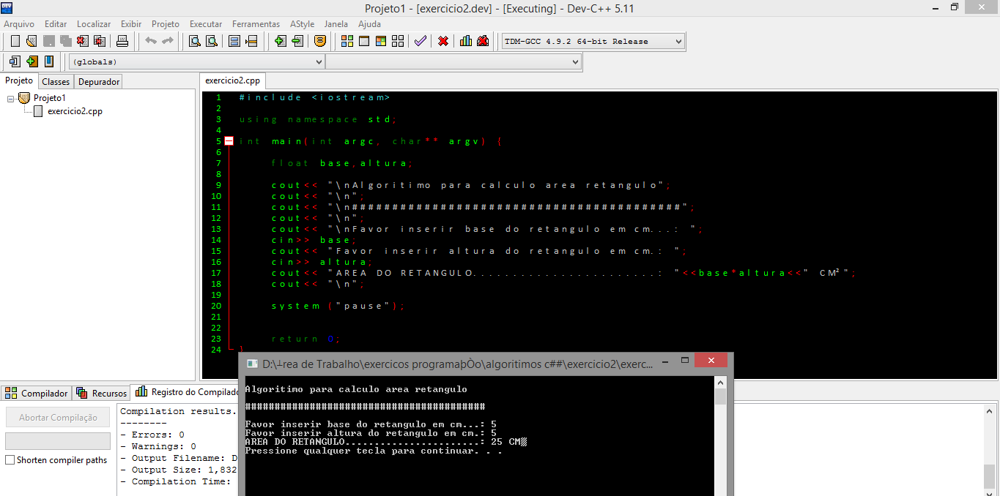 Projeto1 - [exercicio2.dev] - [Executing] - Dev-C++ 5.11
Arquivo Editar Localizar Exibir Projeto Executar Ferramentas AStyle Janela Ajuda
TDM-GCC 4.9.2 64-bit Release
(globals)
Projeto Classes Depurador
Projeto1
exercicio2.cpp
exercicio2.cpp
1 #include <iostream>
2
3 using namespace std;
4
5 int main(int argc, char** argv) {
6
7 float base,altura;
8
9 cout<< "\nAlgoritimo para calculo area retangulo";
10 cout<< "\n";
11 cout<< "\n#########################################";
12 cout<< "\n";
13 cout<< "\nFavor inserir base do retangulo em cm...: ";
14 cin>> base;
15 cout<< "Favor inserir altura do retangulo em cm.: ";
16 cin>> altura;
17 cout<< "AREA DO RETANGULO.......................: "<<base*altura<<" CM²";
18 cout<< "\n";
19
20 system ("pause");
21
22
23 return 0;
24 }
D:\┴rea de Trabalho\exercicos programaþÒo\algoritimos c##\exercicio2\exerc...
Algoritimo para calculo area retangulo
#########################################
Favor inserir base do retangulo em cm...: 5
Favor inserir altura do retangulo em cm.: 5
AREA DO RETANGULO.......................: 25 CM▓
Pressione qualquer tecla para continuar. . .
Compilador Recursos Registro do Compilado
Abortar Compilação
Shorten compiler paths
Compilation results.
--------
- Errors: 0
- Warnings: 0
- Output Filename: D
- Output Size: 1,832
- Compilation Time: